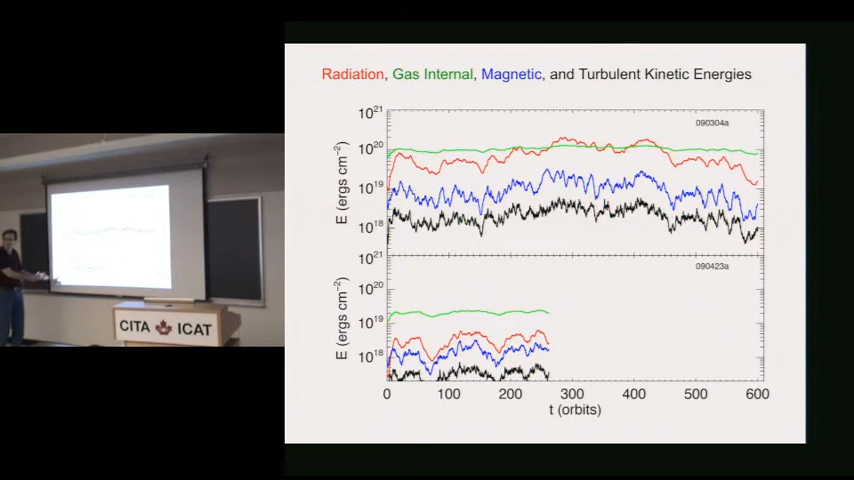 Radiation, Gas Internal, Magnetic, and Turbulent Kinetic Energies
10^21
090304a
10^20
E (ergs cm^-2)
10^19
10^18
10^21
090423a
10^20
E (ergs cm^-2)
10^19
10^18
0 100 200 300 400 500 600
t (orbits)
CITA ICAT